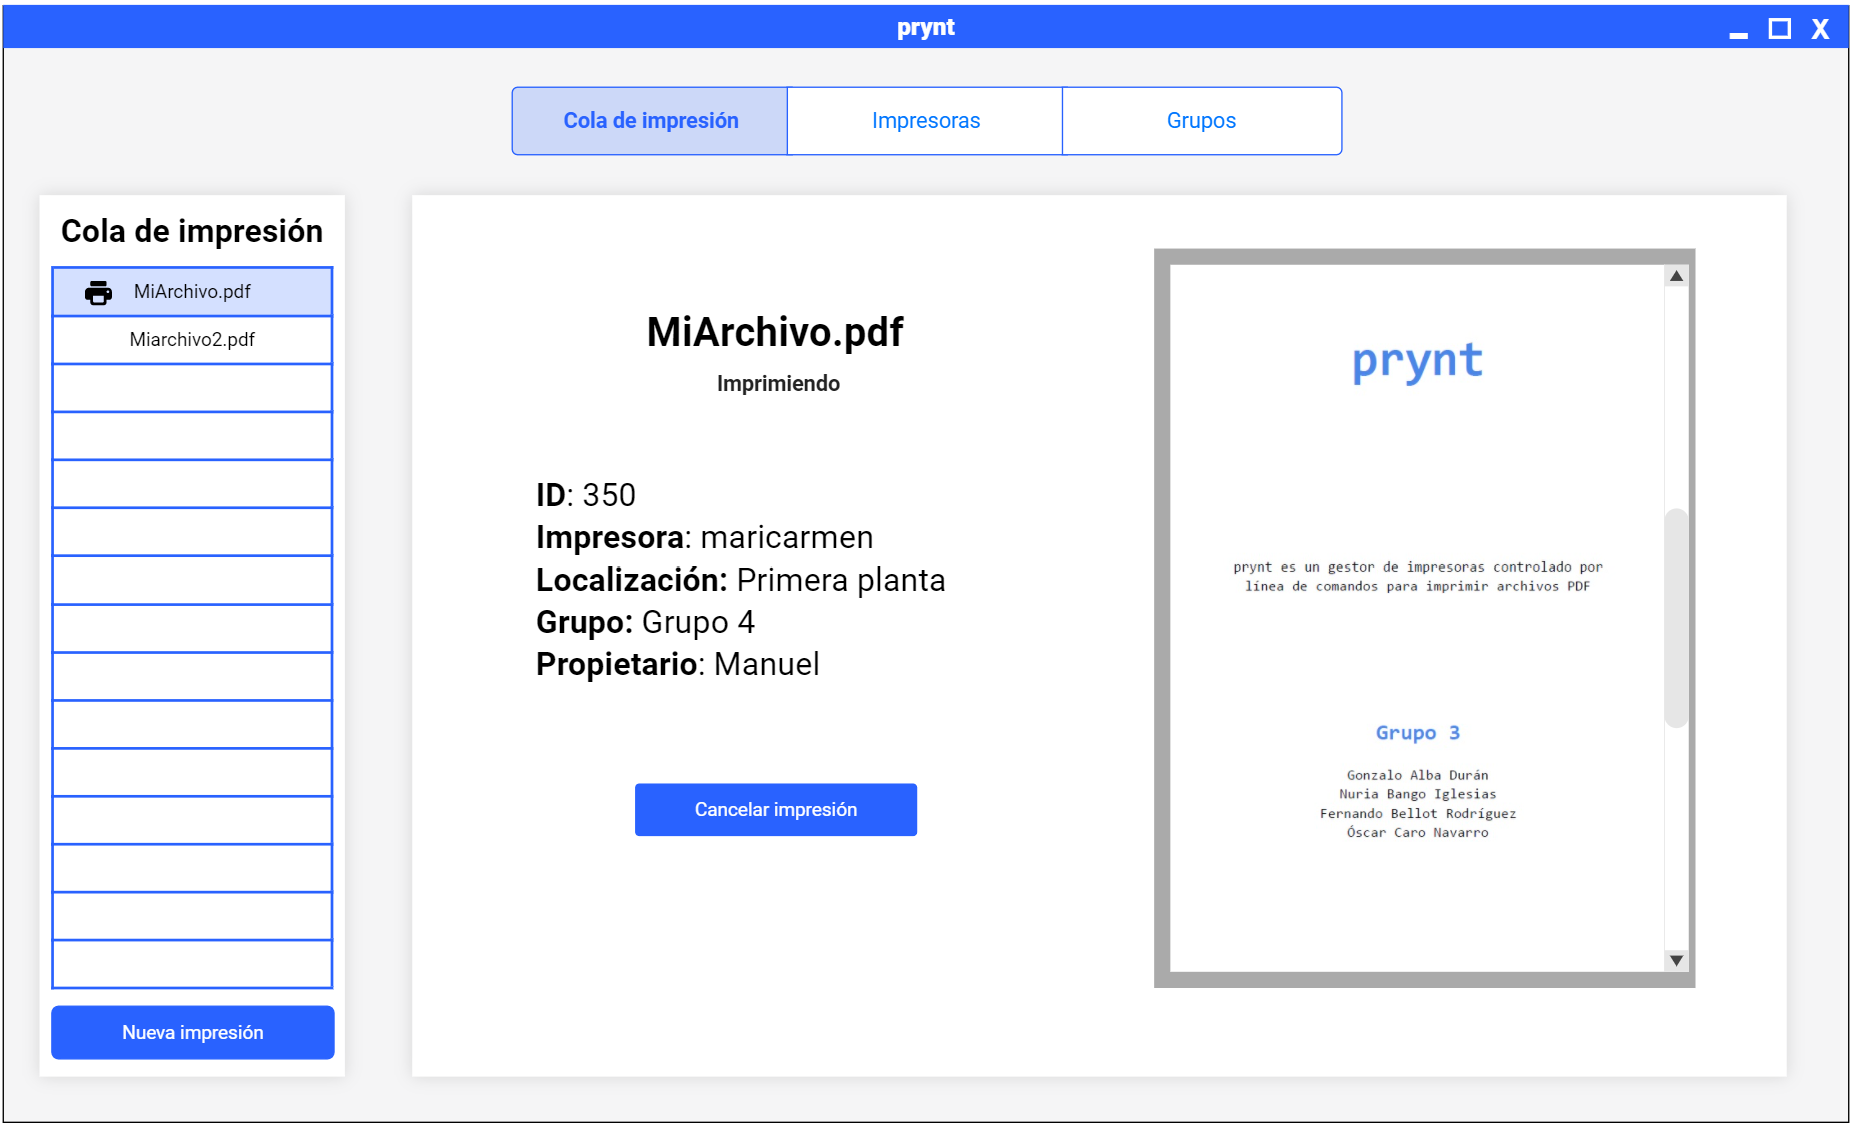 prynt
X
Cola de impresión
Impresoras
Grupos
Cola de impresión
MiArchivo.pdf
Miarchivo2.pdf
Nueva impresión
MiArchivo.pdf
Imprimiendo
ID: 350
Impresora: maricarmen
Localización: Primera planta
Grupo: Grupo 4
Propietario: Manuel
Cancelar impresión
prynt
prynt es un gestor de impresoras controlado por
línea de comandos para imprimir archivos PDF
Grupo 3
Gonzalo Alba Durán
Nuria Bango Iglesias
Fernando Bellot Rodríguez
Óscar Caro Navarro